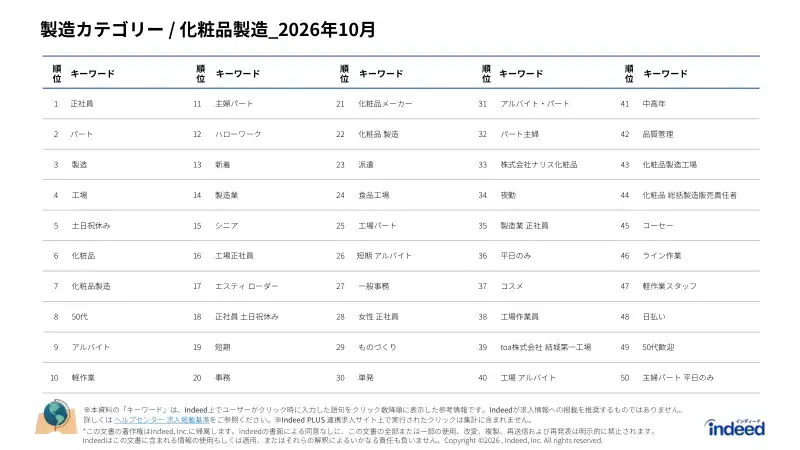 製造カテゴリー / 化粧品製造_2026年10月
順位 キーワード 順位 キーワード 順位 キーワード 順位 キーワード 順位 キーワード
1 正社員 11 主婦パート 21 化粧品メーカー 31 アルバイト・パート 41 中高年
2 パート 12 ハローワーク 22 化粧品 製造 32 パート主婦 42 品質管理
3 製造 13 新着 23 派遣 33 株式会社ナリス化粧品 43 化粧品製造工場
4 工場 14 製造業 24 食品工場 34 夜勤 44 化粧品 総括製造販売責任者
5 土日祝休み 15 シニア 25 工場パート 35 製造業 正社員 45 コーセー
6 化粧品 16 工場正社員 26 短期 アルバイト 36 平日のみ 46 ライン作業
7 化粧品製造 17 エスティ ローダー 27 一般事務 37 コスメ 47 軽作業スタッフ
8 50代 18 正社員 土日祝休み 28 女性 正社員 38 工場作業員 48 日払い
9 アルバイト 19 短期 29 ものづくり 39 toa株式会社 結城第一工場 49 50代歓迎
10 軽作業 20 事務 30 単発 40 工場 アルバイト 50 主婦パート 平日のみ
※本資料の「キーワード」は、Indeed上でユーザーがクリック時に入力した語句をクリック数降順に表示した参考情報です。Indeedが求人情報への掲載を推奨するものではありません。
詳しくは ヘルプセンター 求人掲載基準をご参照ください。※Indeed PLUS 連携求人サイト上で実行されたクリックは集計に含まれません。
*この文書の著作権はIndeed, Inc.に帰属します。Indeedの書面による同意なしに、この文書の全部または一部の使用、改変、複製、再送信および再発表は明示的に禁止されます。
Indeedはこの文書に含まれる情報の使用もしくは適用、またはそれらの解釈によるいかなる責任も負いません。Copyright ©2026 , Indeed, Inc. All rights reserved.
インディード
indeed